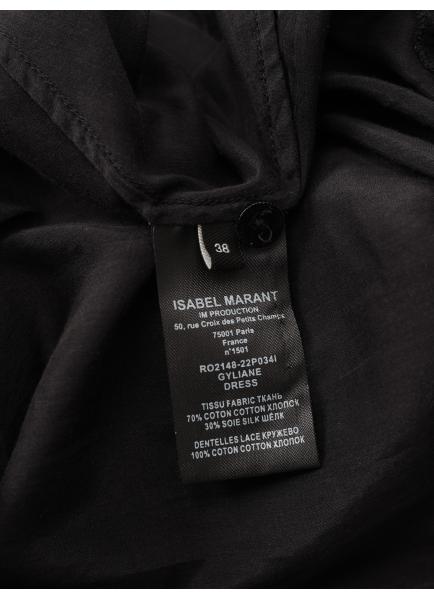 38
ISABEL MARANT
IM PRODUCTION
50, rue Croix des Petits Champs
75001 Paris
France
n°1501
RO2148-22P034I
GYLIANE
DRESS
TISSU FABRIC ТКАНЬ
70% COTON COTTON ХЛОПОК
30% SOIE SILK ШЁЛК
DENTELLES LACE КРУЖЕВО
100% COTON COTTON ХЛОПОК